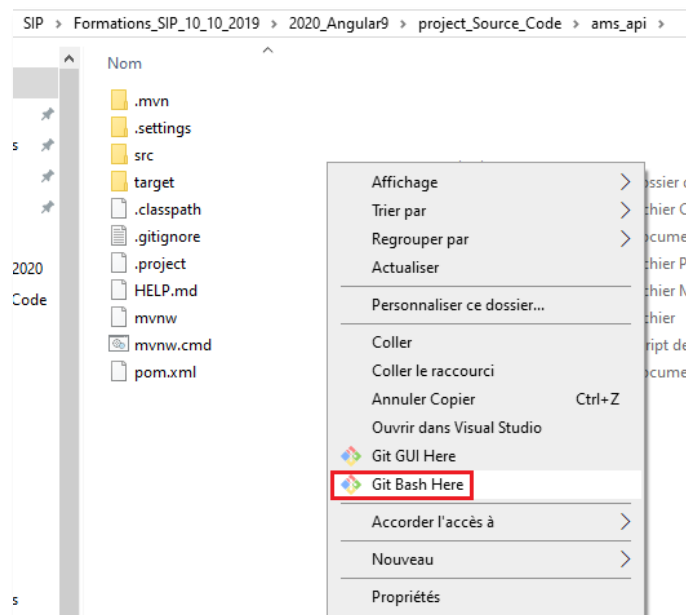 SIP > Formations_SIP_10_10_2019 > 2020_Angular9 > project_Source_Code > ams_api >
Nom
.mvn
.settings
src
target
.classpath
.gitignore
.project
HELP.md
mvnw
mvnw.cmd
pom.xml
s
2020
Code
s
Affichage
Trier par
Regrouper par
Actualiser
Personnaliser ce dossier...
Coller
Coller le raccourci
Annuler Copier Ctrl+Z
Ouvrir dans Visual Studio
Git GUI Here
Git Bash Here
Accorder l'accès à
Nouveau
Propriétés